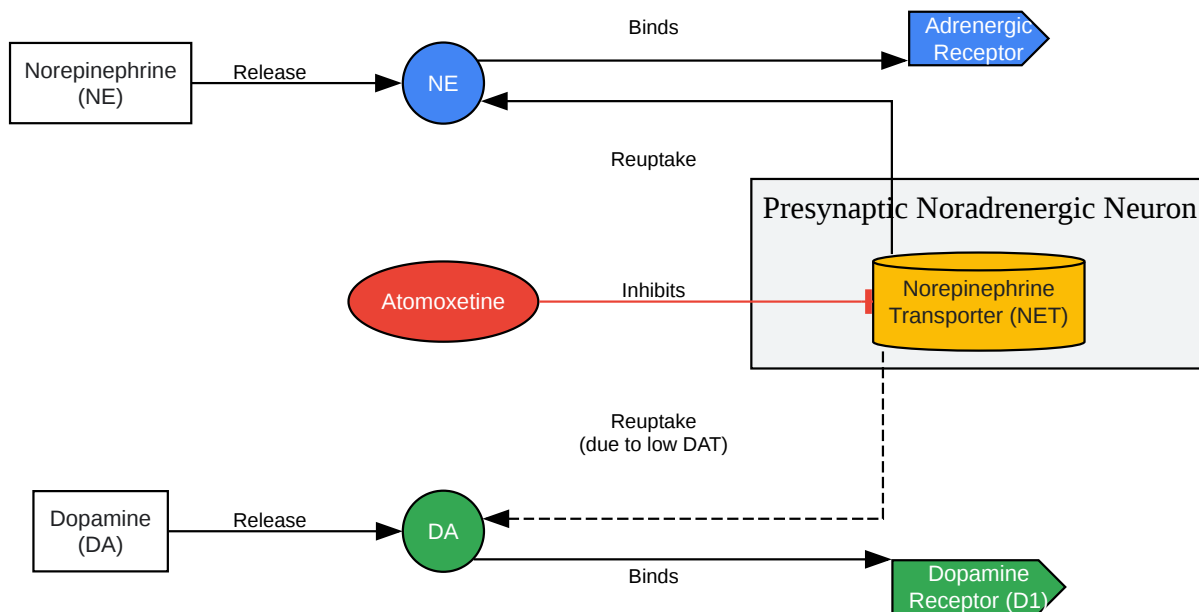 Binds
Adrenergic
Receptor
Norepinephrine
(NE)
Release
NE
Reuptake
Presynaptic Noradrenergic Neuron
Atomoxetine
Inhibits
Norepinephrine
Transporter (NET)
Reuptake
(due to low DAT)
Dopamine
(DA)
Release
DA
Binds
Dopamine
Receptor (D1)